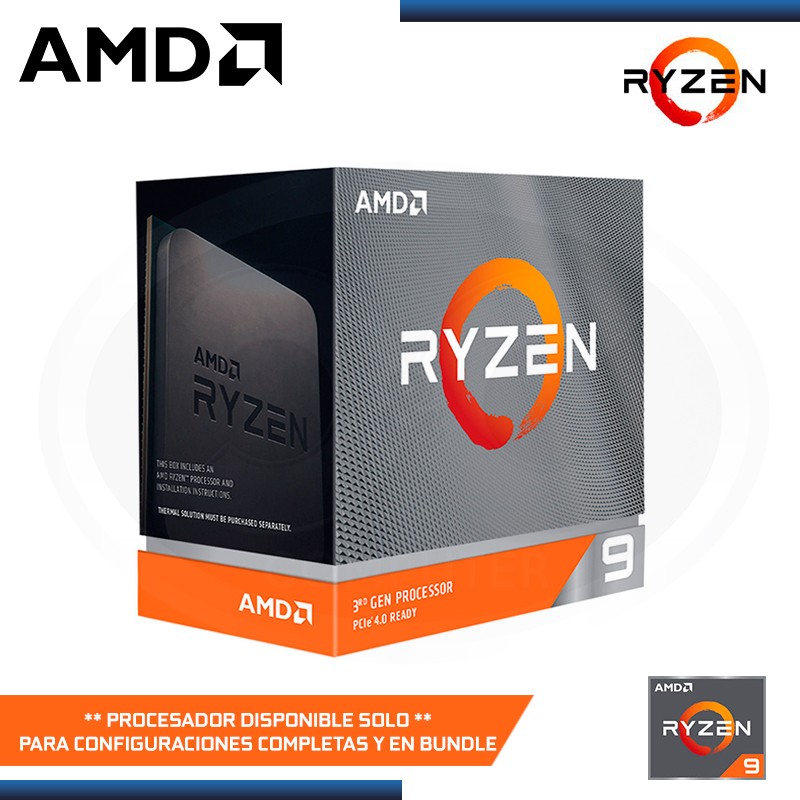 AMD
RYZEN
AMD
RYZEN
AMD
RYZEN
THIS BOX INCLUDES AN
AMD RYZEN™ PROCESSOR AND
INSTALLATION INSTRUCTIONS.
THERMAL SOLUTION MUST BE PURCHASED SEPARATELY.
9
AMD
3RD GEN PROCESSOR
PCIe® 4.0 READY
** PROCESADOR DISPONIBLE SOLO **
PARA CONFIGURACIONES COMPLETAS Y EN BUNDLE
AMD
RYZEN
9